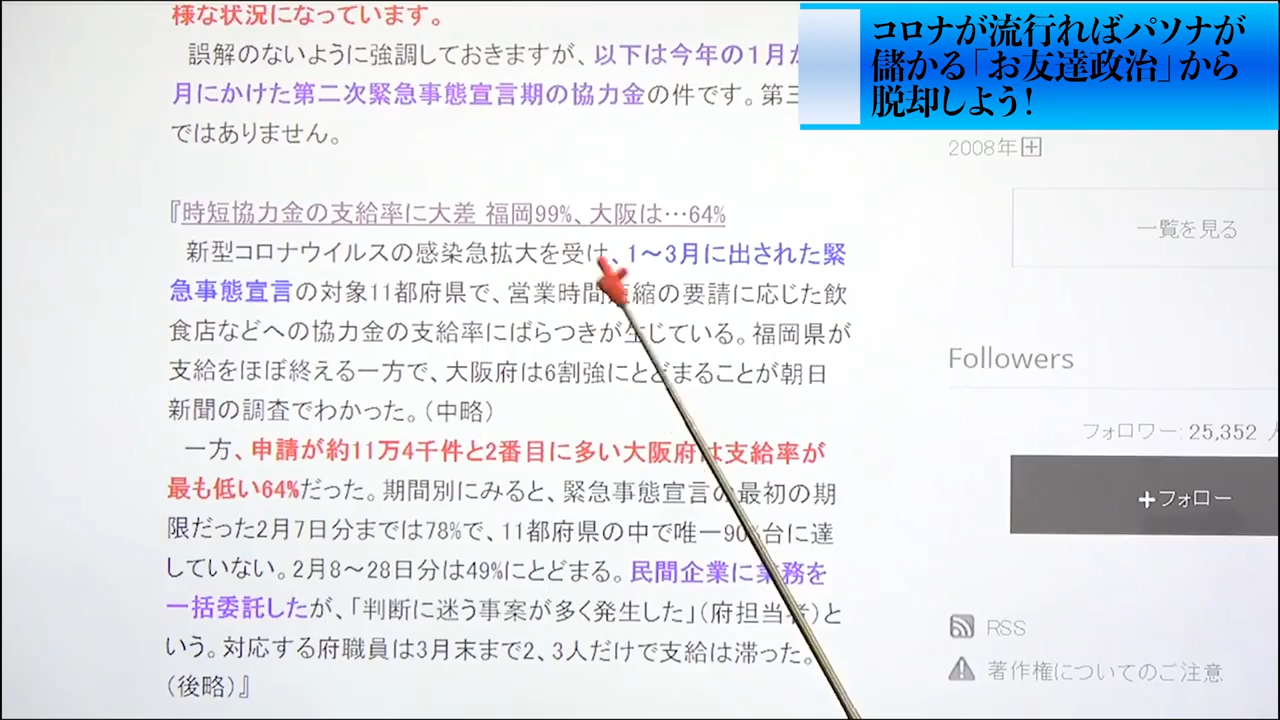 様な状況になっています。
誤解のないように強調しておきますが、以下は今年の1月か
月にかけた第二次緊急事態宣言期の協力金の件です。第三
ではありません。
『時短協力金の支給率に大差 福岡99%、大阪は…64%
新型コロナウイルスの感染急拡大を受け、1～3月に出された緊
急事態宣言の対象11都府県で、営業時間短縮の要請に応じた飲
食店などへの協力金の支給率にばらつきが生じている。福岡県が
支給をほぼ終える一方で、大阪府は6割強にとどまることが朝日
新聞の調査でわかった。（中略）
一方、申請が約11万4千件と2番目に多い大阪府は支給率が
最も低い64%だった。期間別にみると、緊急事態宣言の最初の期
限だった2月7日分までは78%で、11都府県の中で唯一90%台に達
していない。2月8～28日分は49%にとどまる。民間企業に業務を
一括委託したが、「判断に迷う事案が多く発生した」（府担当者）と
いう。対応する府職員は3月末まで2、3人だけで支給は滞った。
（後略）』
コロナが流行ればパソナが
儲かる「お友達政治」から
脱却しよう！
2008年
一覧を見る
Followers
フォロワー: 25,352 人
+フォロー
RSS
著作権についてのご注意